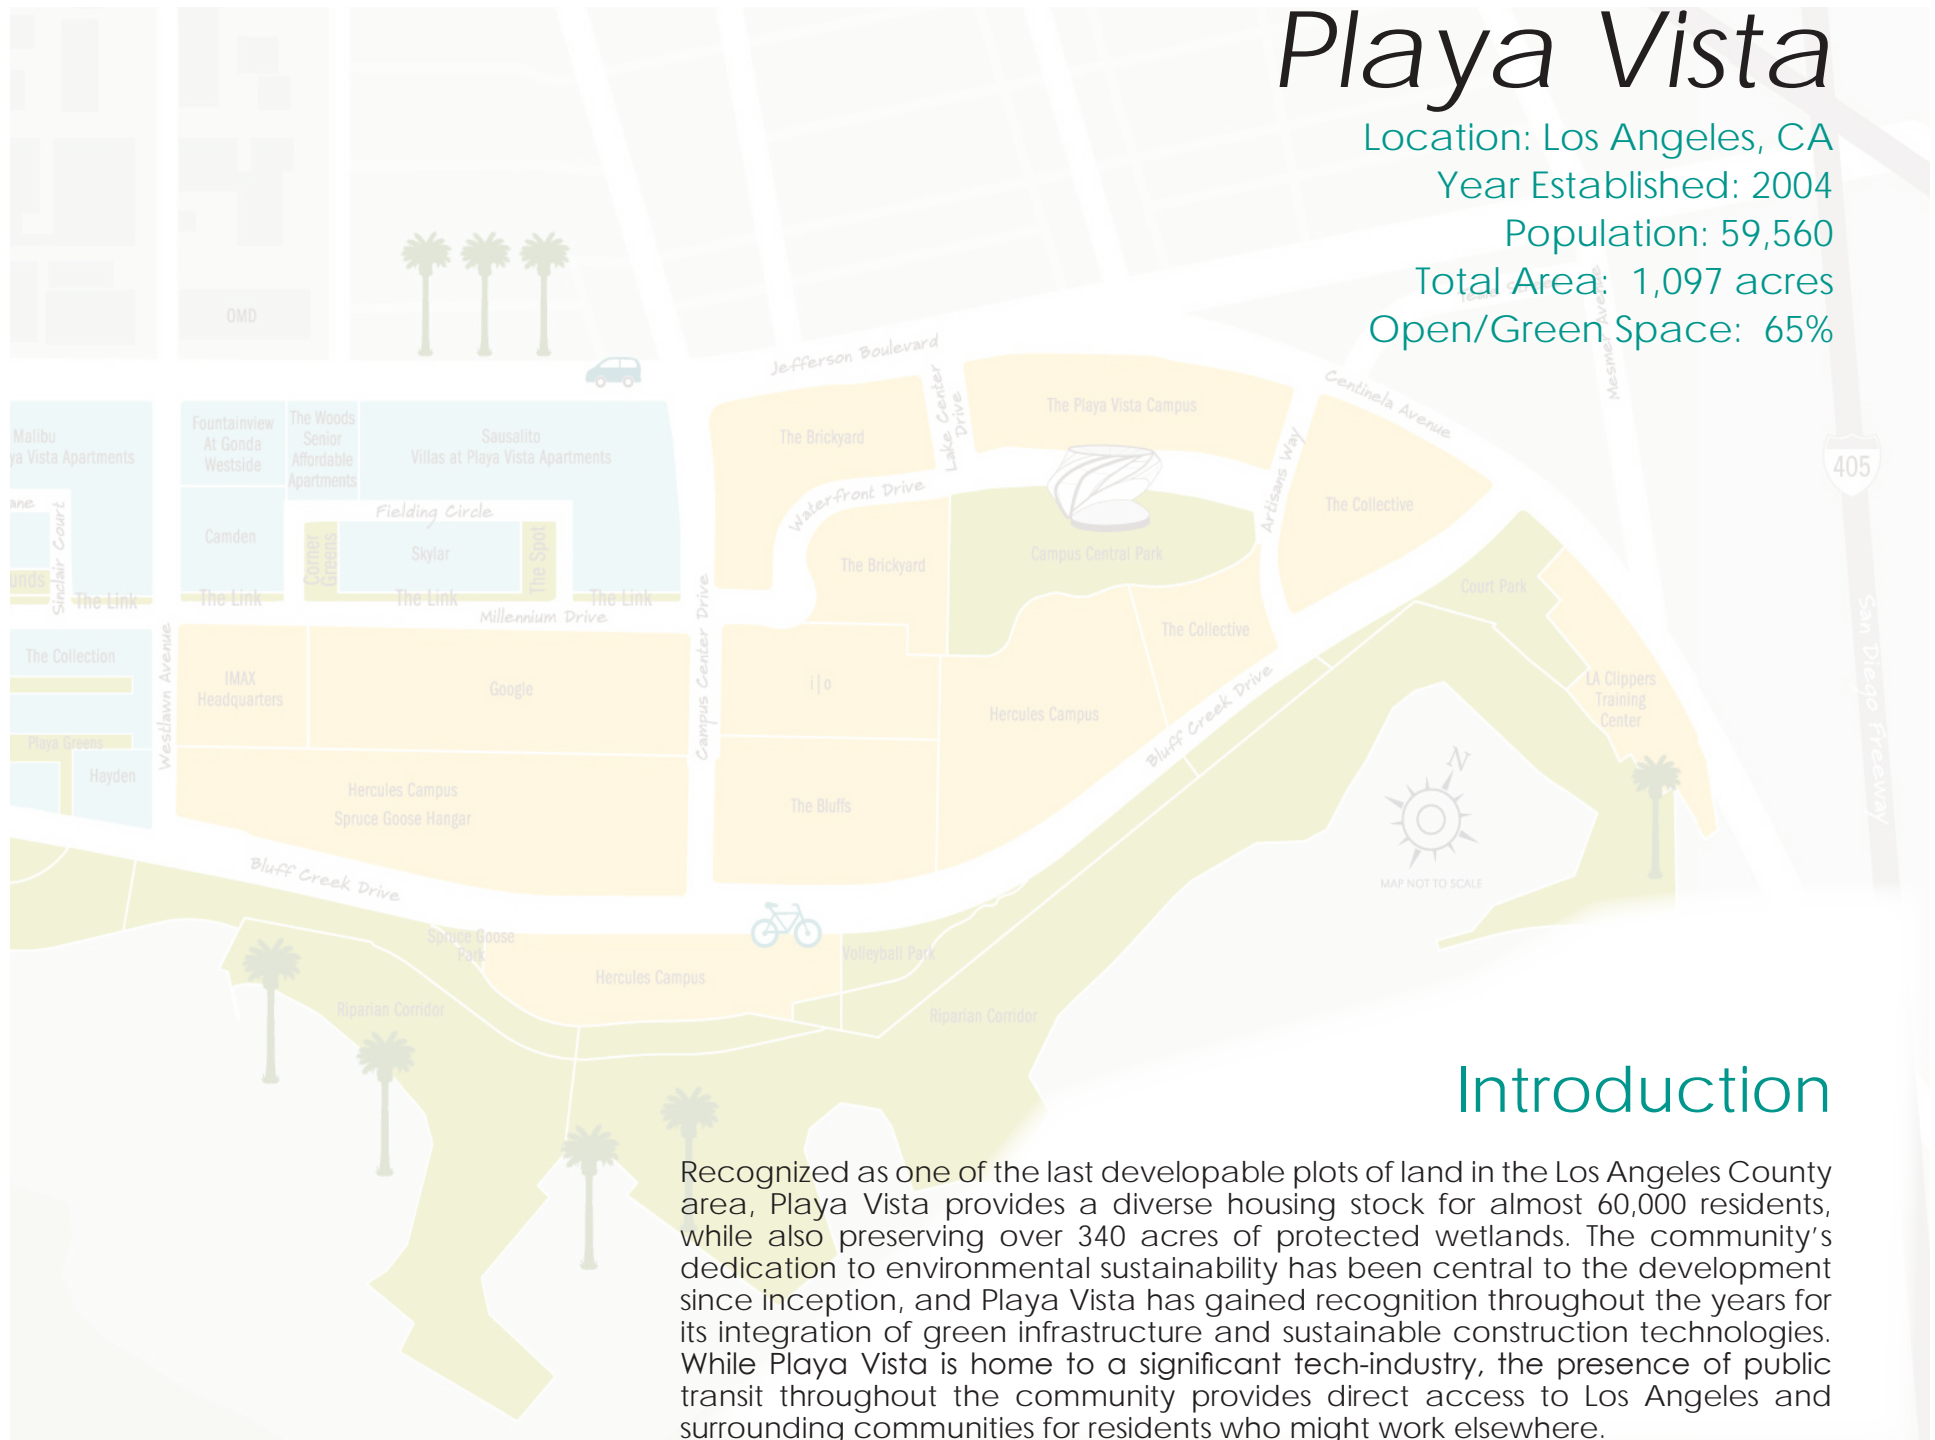 Playa Vista
Location: Los Angeles, CA
Year Established: 2004
Population: 59,560
Total Area: 1,097 acres
Open/Green Space: 65%
Texas Street
Mesmer Avenue
OMD
Jefferson Boulevard
Lake Center Drive
Centinela Avenue
405
San Diego Freeway
Malibu
ya Vista Apartments
Fountainview
At Gonda
Westside
The Woods
Senior
Affordable
Apartments
Sausalito
Villas at Playa Vista Apartments
The Brickyard
The Playa Vista Campus
Artisans Way
The Collective
Waterfront Drive
ane
Sinclair Court
Fielding Circle
Camden
Corner
Greens
Skylar
The Spot
The Brickyard
Campus Central Park
Court Park
unds
The Link
The Link
The Link
The Link
Millennium Drive
Campus Center Drive
The Collective
The Collection
Westlawn Avenue
IMAX
Headquarters
Google
i|o
Hercules Campus
Bluff Creek Drive
LA Clippers
Training
Center
Playa Greens
Hayden
Hercules Campus
Spruce Goose Hangar
The Bluffs
N
MAP NOT TO SCALE
Bluff Creek Drive
Spruce Goose
Park
Hercules Campus
Volleyball Park
Riparian Corridor
Riparian Corridor
Introduction
Recognized as one of the last developable plots of land in the Los Angeles County
area, Playa Vista provides a diverse housing stock for almost 60,000 residents,
while also preserving over 340 acres of protected wetlands. The community's
dedication to environmental sustainability has been central to the development
since inception, and Playa Vista has gained recognition throughout the years for
its integration of green infrastructure and sustainable construction technologies.
While Playa Vista is home to a significant tech-industry, the presence of public
transit throughout the community provides direct access to Los Angeles and
surrounding communities for residents who might work elsewhere.